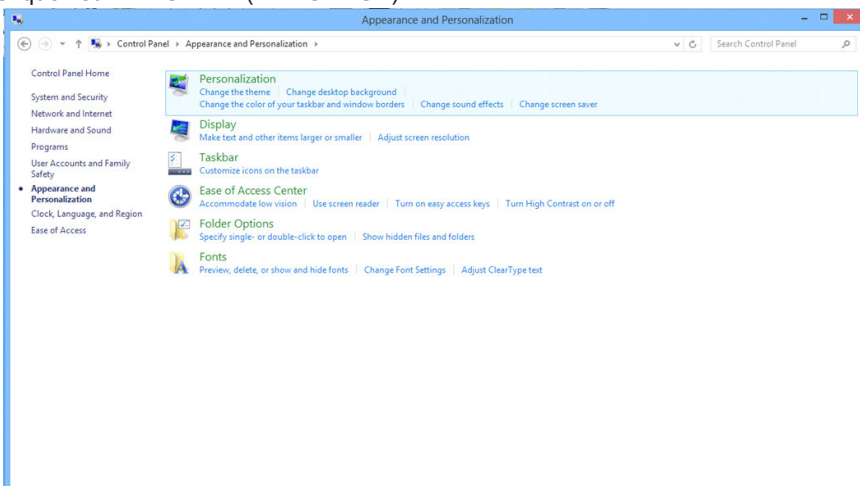 Appearance and Personalization
Control Panel Appearance and Personalization
Search Control Panel
Control Panel Home
System and Security
Network and Internet
Hardware and Sound
Programs
User Accounts and Family
Safety
Appearance and
Personalization
Clock, Language, and Region
Ease of Access
Personalization
Change the theme Change desktop background
Change the color of your taskbar and window borders Change sound effects Change screen saver
Display
Make text and other items larger or smaller Adjust screen resolution
Taskbar
Customize icons on the taskbar
Ease of Access Center
Accommodate low vision Use screen reader Turn on easy access keys Turn High Contrast on or off
Folder Options
Specify single- or double-click to open Show hidden files and folders
Fonts
Preview, delete, or show and hide fonts Change Font Settings Adjust ClearType text